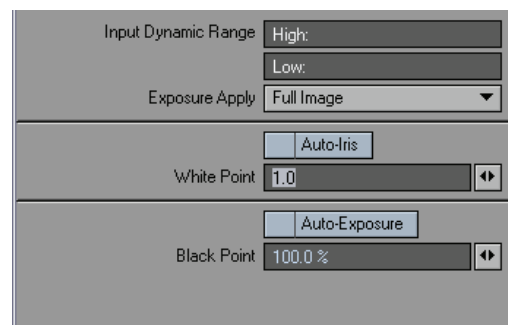 Input Dynamic Range High:
Low:
Exposure Apply Full Image
Auto-Iris
White Point 1.0
Auto-Exposure
Black Point 100.0 %